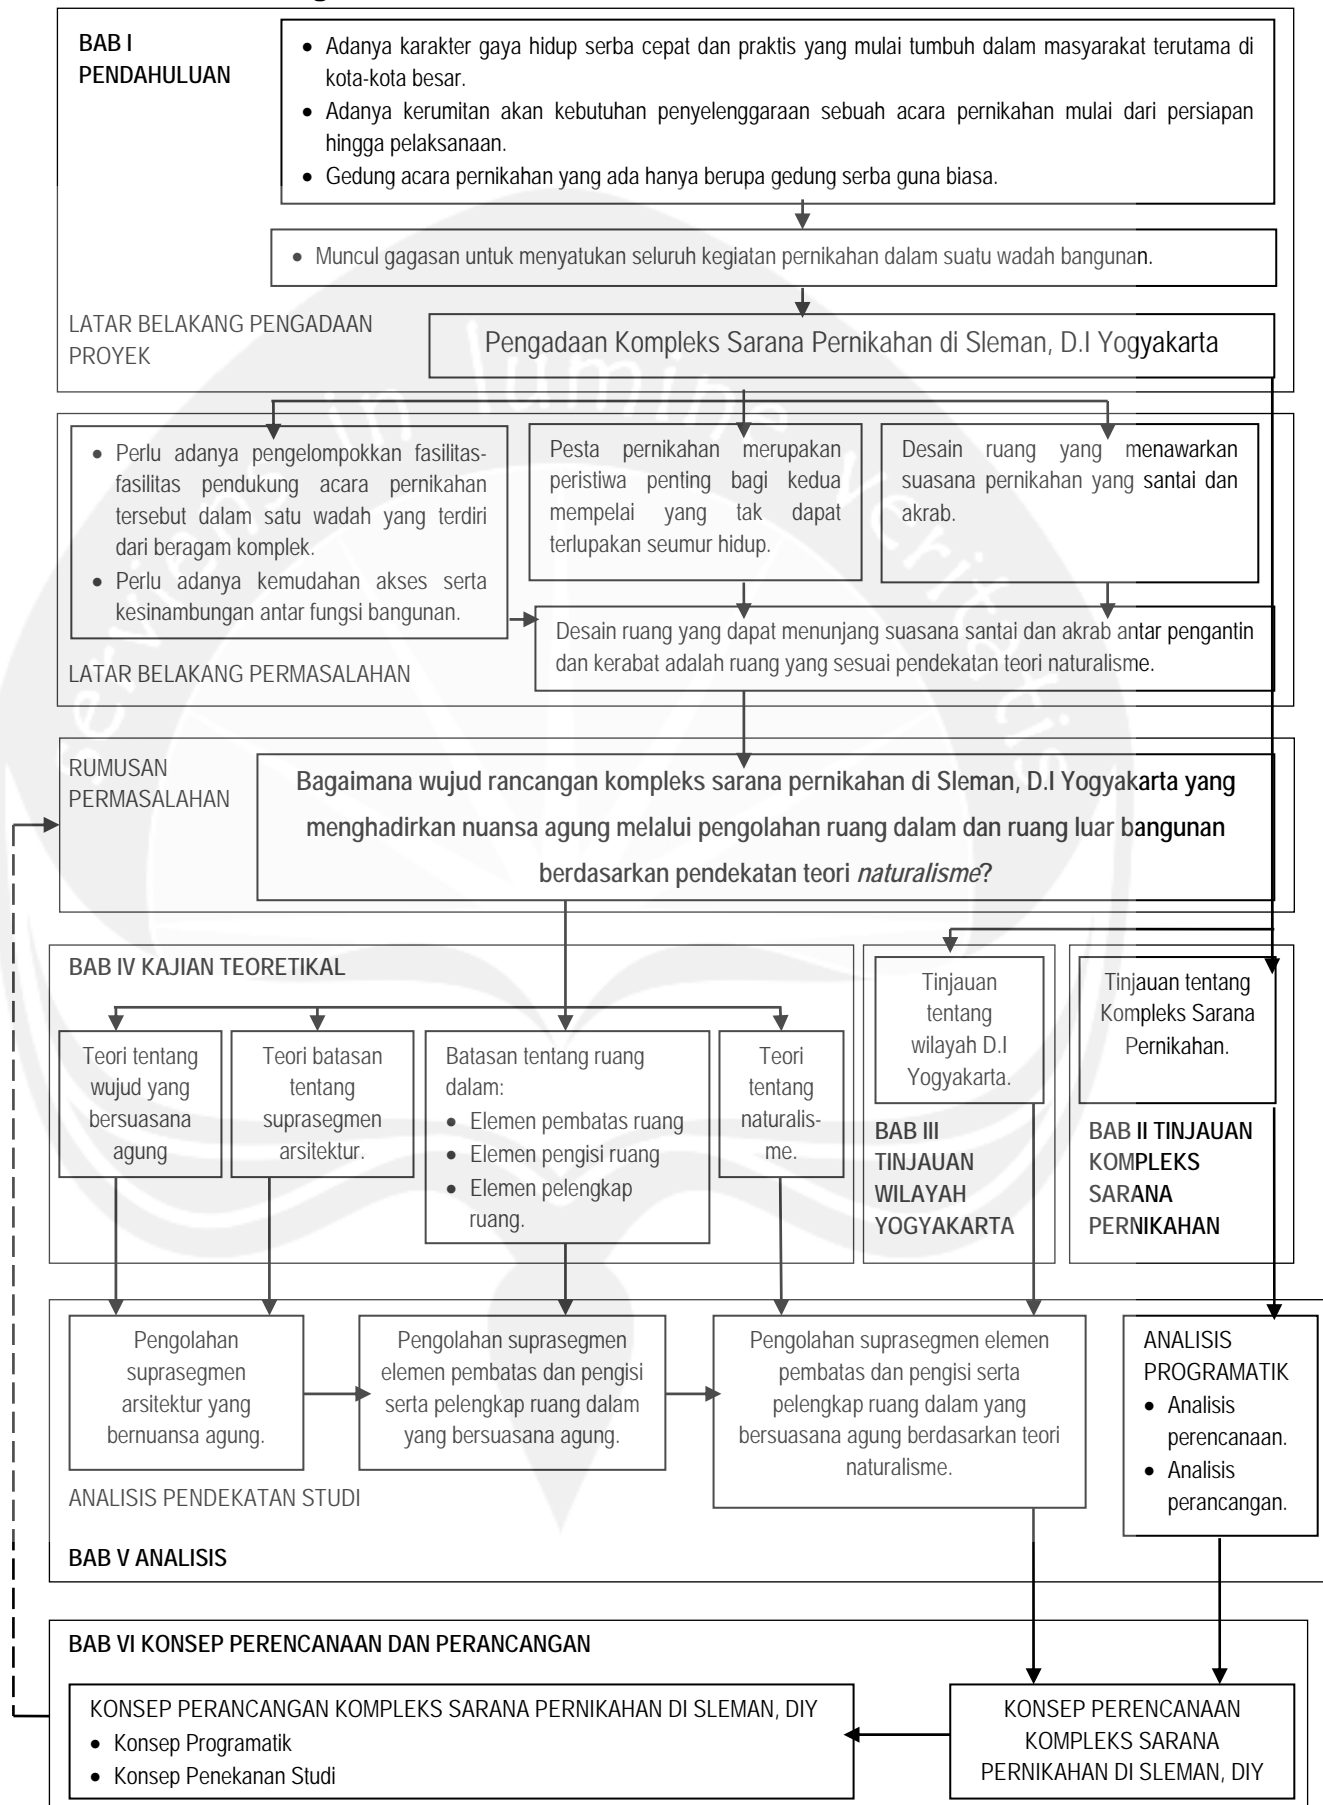 BAB I
PENDAHULUAN
• Adanya karakter gaya hidup serba cepat dan praktis yang mulai tumbuh dalam masyarakat terutama di
kota-kota besar.
• Adanya kerumitan akan kebutuhan penyelenggaraan sebuah acara pernikahan mulai dari persiapan
hingga pelaksanaan.
• Gedung acara pernikahan yang ada hanya berupa gedung serba guna biasa.
• Muncul gagasan untuk menyatukan seluruh kegiatan pernikahan dalam suatu wadah bangunan.
LATAR BELAKANG PENGADAAN
PROYEK
Pengadaan Kompleks Sarana Pernikahan di Sleman, D.I Yogyakarta
• Perlu adanya pengelompokkan fasilitas-
fasilitas pendukung acara pernikahan
tersebut dalam satu wadah yang terdiri
dari beragam komplek.
• Perlu adanya kemudahan akses serta
kesinambungan antar fungsi bangunan.
Pesta pernikahan merupakan
peristiwa penting bagi kedua
mempelai yang tak dapat
terlupakan seumur hidup.
Desain ruang yang menawarkan
suasana pernikahan yang santai dan
akrab.
Desain ruang yang dapat menunjang suasana santai dan akrab antar pengantin
dan kerabat adalah ruang yang sesuai pendekatan teori naturalisme.
LATAR BELAKANG PERMASALAHAN
RUMUSAN
PERMASALAHAN
Bagaimana wujud rancangan kompleks sarana pernikahan di Sleman, D.I Yogyakarta yang
menghadirkan nuansa agung melalui pengolahan ruang dalam dan ruang luar bangunan
berdasarkan pendekatan teori naturalisme?
BAB IV KAJIAN TEORETIKAL
Teori tentang
wujud yang
bersuasana
agung
Teori batasan
tentang
suprasegmen
arsitektur.
Batasan tentang ruang
dalam:
• Elemen pembatas ruang
• Elemen pengisi ruang
• Elemen pelengkap
ruang.
Teori
tentang
naturalis-
me.
Tinjauan
tentang
wilayah D.I
Yogyakarta.
BAB III
TINJAUAN
WILAYAH
YOGYAKARTA
Tinjauan tentang
Kompleks Sarana
Pernikahan.
BAB II TINJAUAN
KOMPLEKS
SARANA
PERNIKAHAN
Pengolahan
suprasegmen
arsitektur yang
bernuansa agung.
Pengolahan suprasegmen
elemen pembatas dan pengisi
serta pelengkap ruang dalam
yang bersuasana agung.
Pengolahan suprasegmen elemen
pembatas dan pengisi serta
pelengkap ruang dalam yang
bersuasana agung berdasarkan teori
naturalisme.
ANALISIS
PROGRAMATIK
• Analisis
perencanaan.
• Analisis
perancangan.
ANALISIS PENDEKATAN STUDI
BAB V ANALISIS
BAB VI KONSEP PERENCANAAN DAN PERANCANGAN
KONSEP PERANCANGAN KOMPLEKS SARANA PERNIKAHAN DI SLEMAN, DIY
• Konsep Programatik
• Konsep Penekanan Studi
KONSEP PERENCANAAN
KOMPLEKS SARANA
PERNIKAHAN DI SLEMAN, DIY
serviens in lumine veritatis